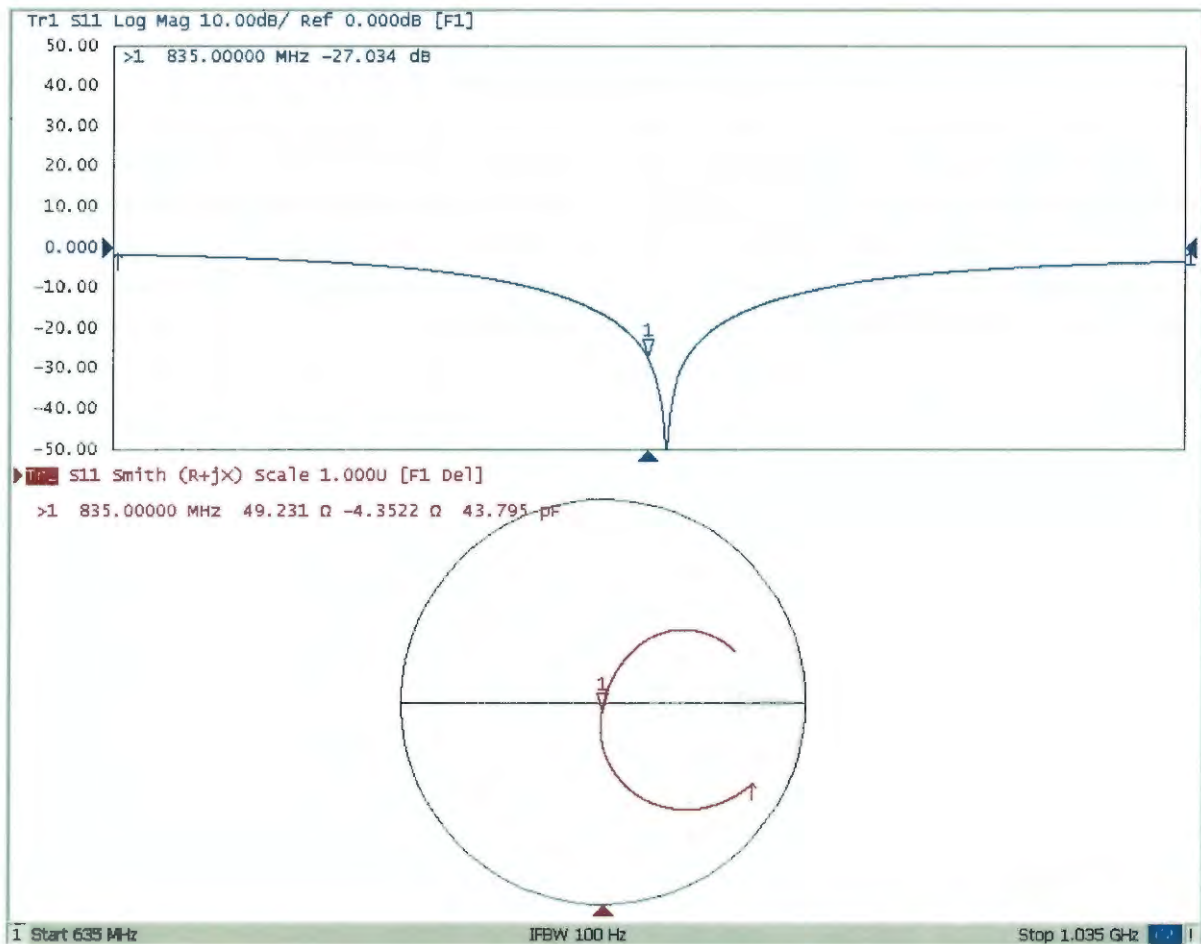 Tr1 S11 Log Mag 10.00dB/ Ref 0.000dB [F1]
50.00
>1 835.00000 MHz -27.034 dB
40.00
30.00
20.00
10.00
0.000
1
-10.00
-20.00
1
-30.00
-40.00
-50.00
S11 Smith (R+jX) Scale 1.000U [F1 Del]
>1 835.00000 MHz 49.231 Ω -4.3522 Ω 43.795 pF
1
1 Start 635 MHz IFBW 100 Hz Stop 1.035 GHz